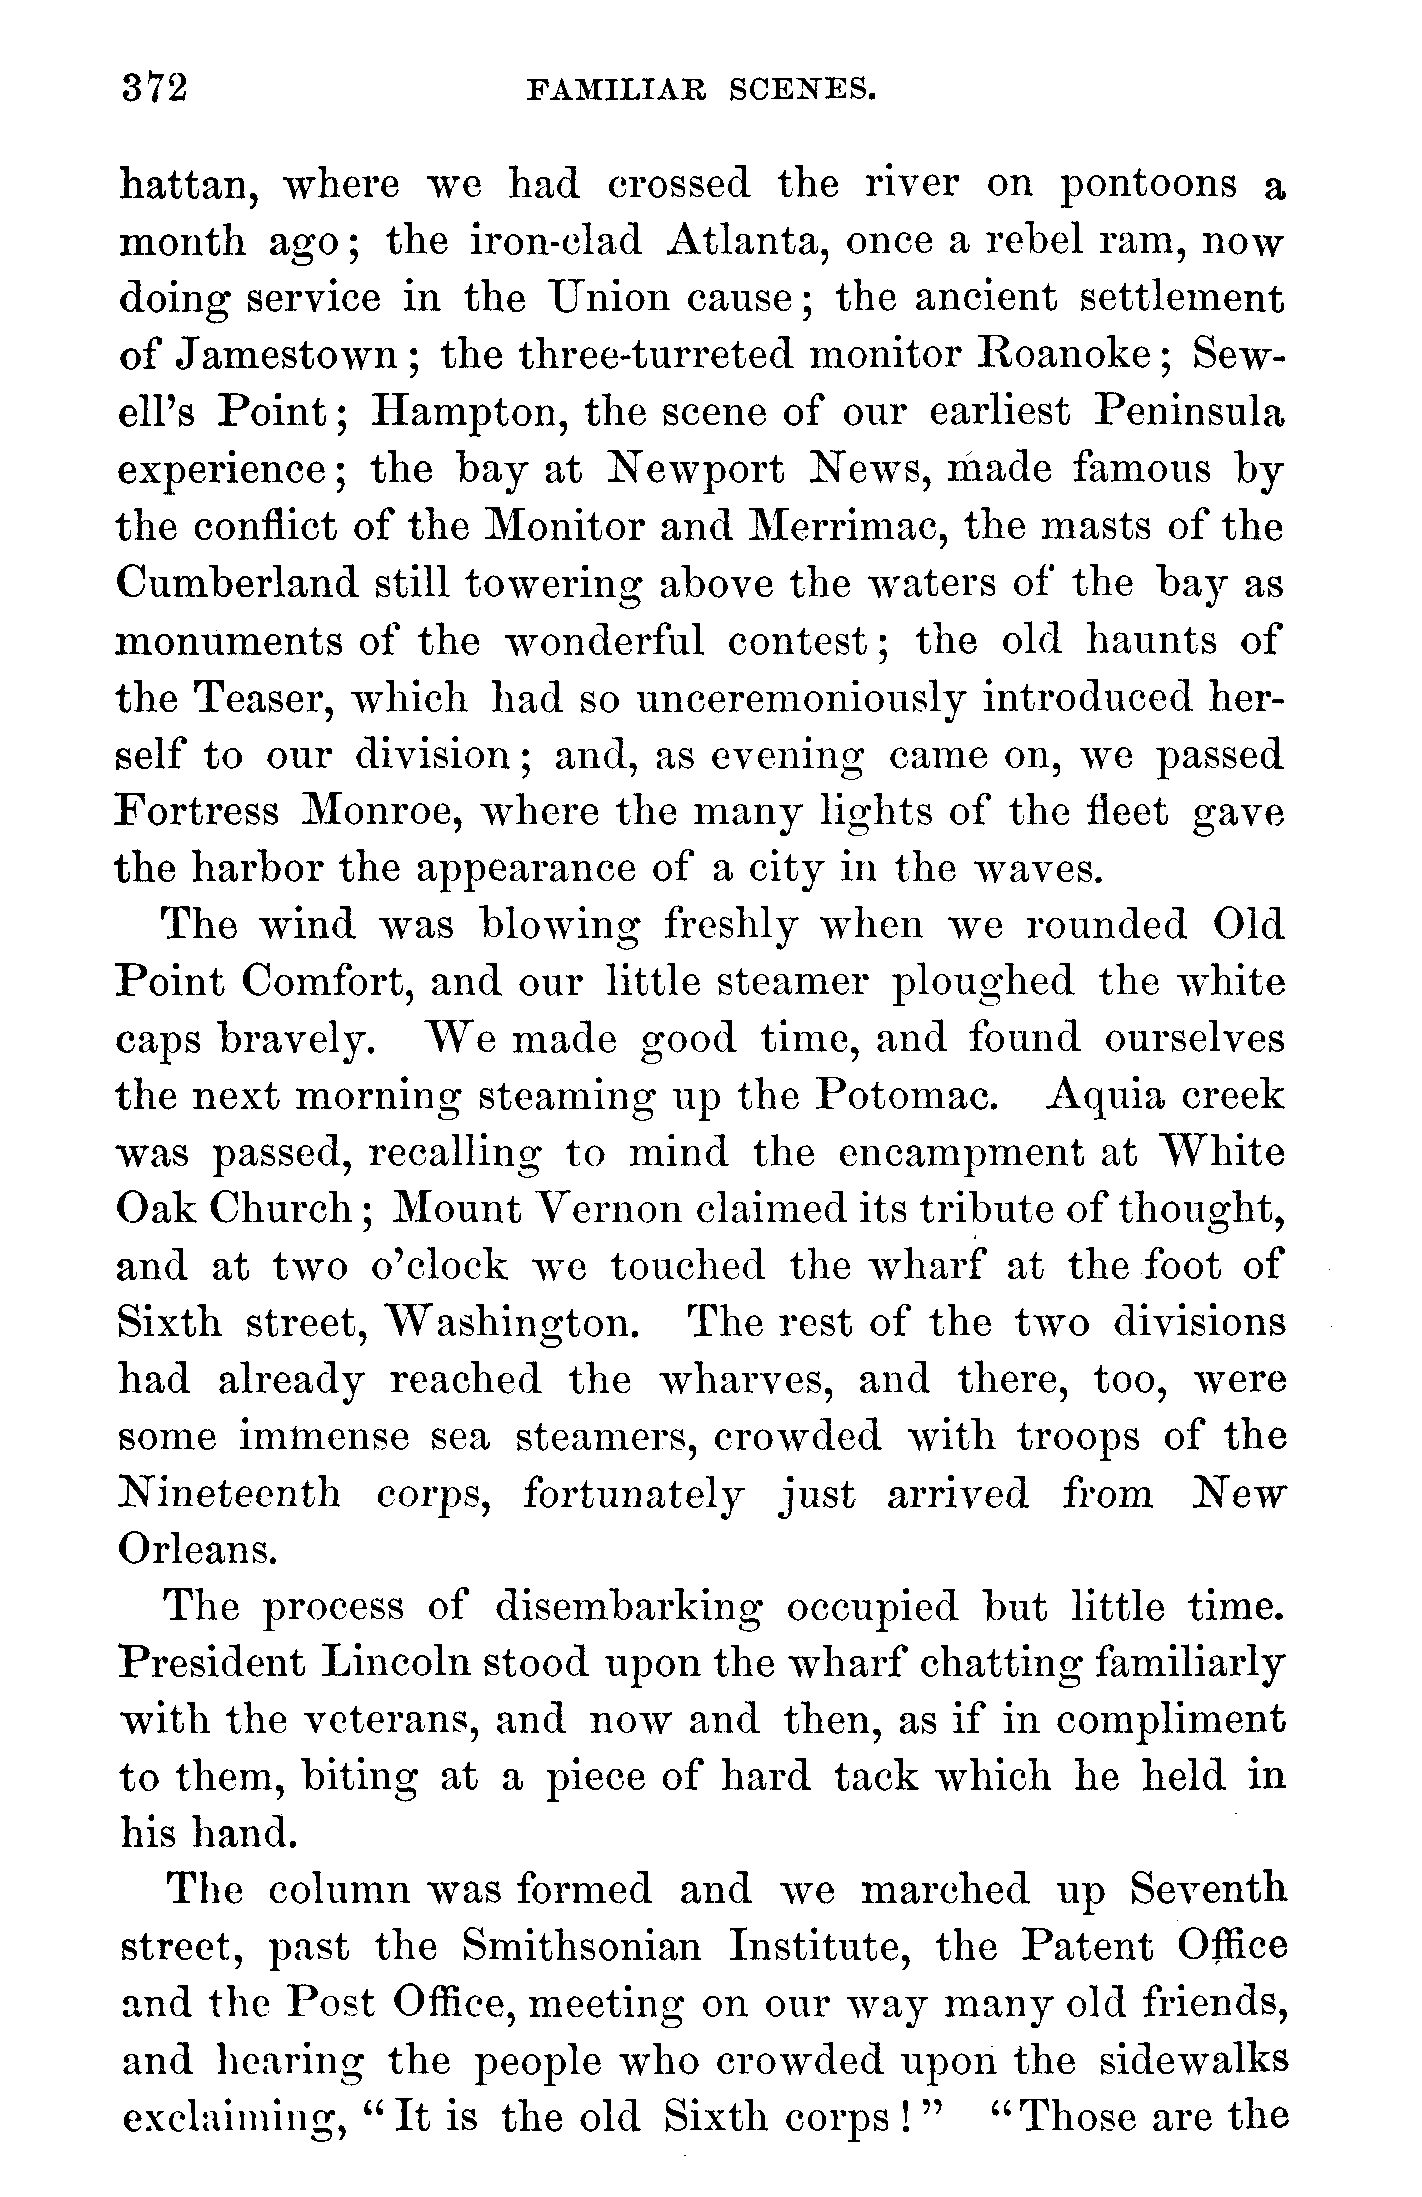 372 FAMILIAR SCENES.
hattan, where we had crossed the river on pontoons a
month ago; the iron-clad Atlanta, once a rebel ram, now
doing service in the Union cause; the ancient settlement
of Jamestown; the three-turreted monitor Roanoke; Sew-
ell's Point; Hampton, the scene of our earliest Peninsula
experience; the bay at Newport News, made famous by
the conflict of the Monitor and Merrimac, the masts of the
Cumberland still towering above the waters of the bay as
monuments of the wonderful contest; the old haunts of
the Teaser, which had so unceremoniously introduced her-
self to our division; and, as evening came on, we passed
Fortress Monroe, where the many lights of the fleet gave
the harbor the appearance of a city in the waves.
The wind was blowing freshly when we rounded Old
Point Comfort, and our little steamer ploughed the white
caps bravely. We made good time, and found ourselves
the next morning steaming up the Potomac. Aquia creek
was passed, recalling to mind the encampment at White
Oak Church; Mount Vernon claimed its tribute of thought,
and at two o'clock we touched the wharf at the foot of
Sixth street, Washington. The rest of the two divisions
had already reached the wharves, and there, too, were
some immense sea steamers, crowded with troops of the
Nineteenth corps, fortunately just arrived from New
Orleans.
The process of disembarking occupied but little time.
President Lincoln stood upon the wharf chatting familiarly
with the veterans, and now and then, as if in compliment
to them, biting at a piece of hard tack which he held in
his hand.
The column was formed and we marched up Seventh
street, past the Smithsonian Institute, the Patent Office
and the Post Office, meeting on our way many old friends,
and hearing the people who crowded upon the sidewalks
exclaiming, "It is the old Sixth corps!" "Those are the